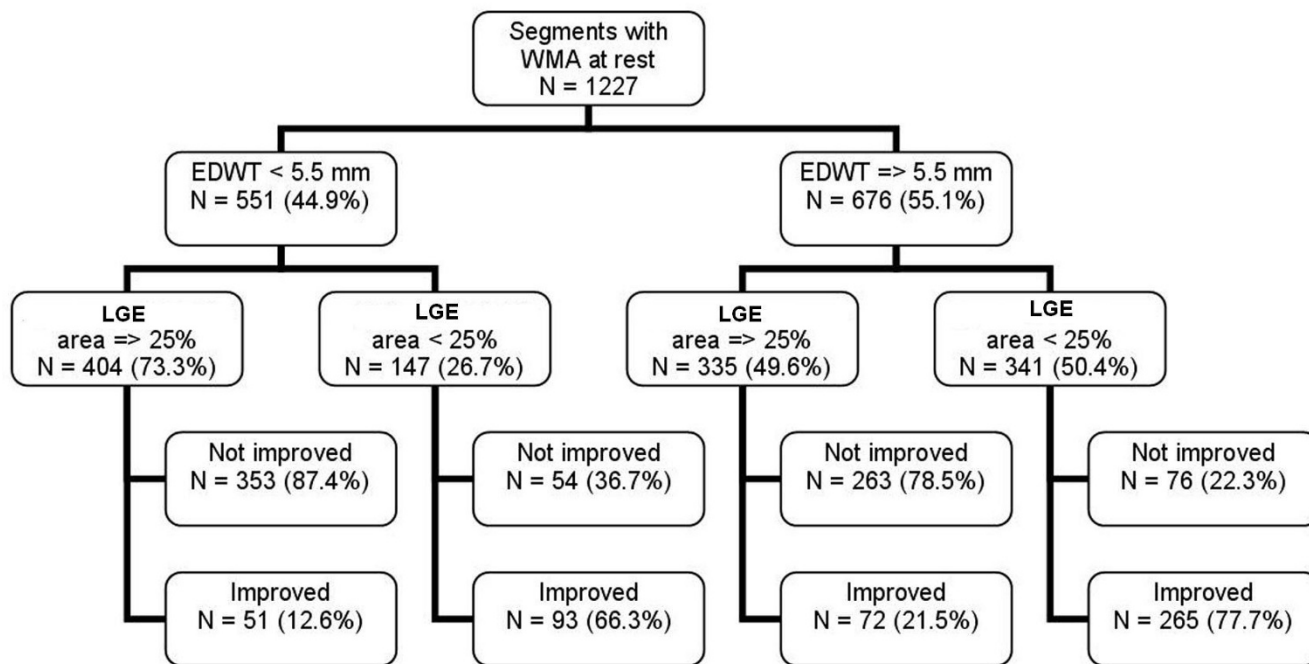 Segments with
WMA at rest
N = 1227
EDWT < 5.5 mm
N = 551 (44.9%)
EDWT => 5.5 mm
N = 676 (55.1%)
LGE
area => 25%
N = 404 (73.3%)
LGE
area < 25%
N = 147 (26.7%)
LGE
area => 25%
N = 335 (49.6%)
LGE
area < 25%
N = 341 (50.4%)
Not improved
N = 353 (87.4%)
Not improved
N = 54 (36.7%)
Not improved
N = 263 (78.5%)
Not improved
N = 76 (22.3%)
Improved
N = 51 (12.6%)
Improved
N = 93 (66.3%)
Improved
N = 72 (21.5%)
Improved
N = 265 (77.7%)